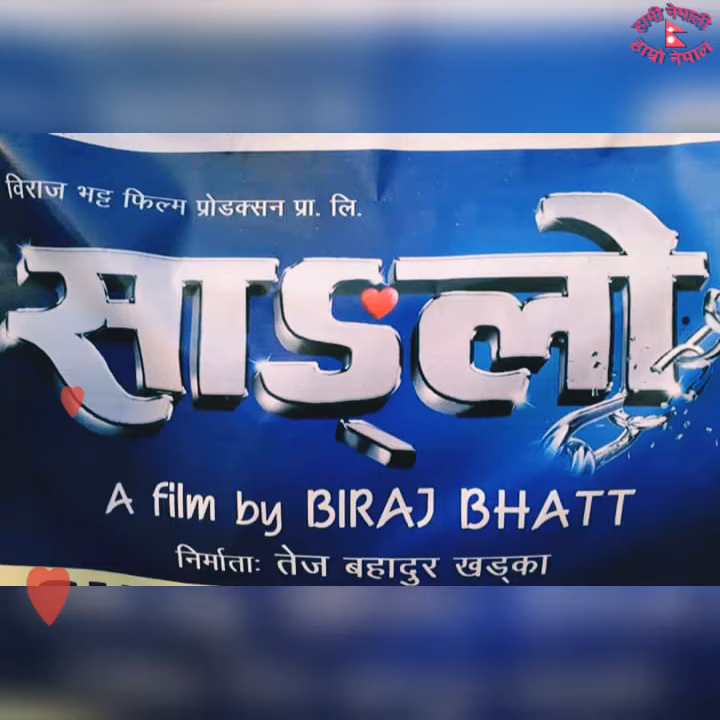 हामी नेपाली
हाम्रो नेपाल
विराज भट्ट फिल्म प्रोडक्सन प्रा. लि.
साङ्लो
A film by BIRAJ BHATT
निर्माताः तेज बहादुर खड्का